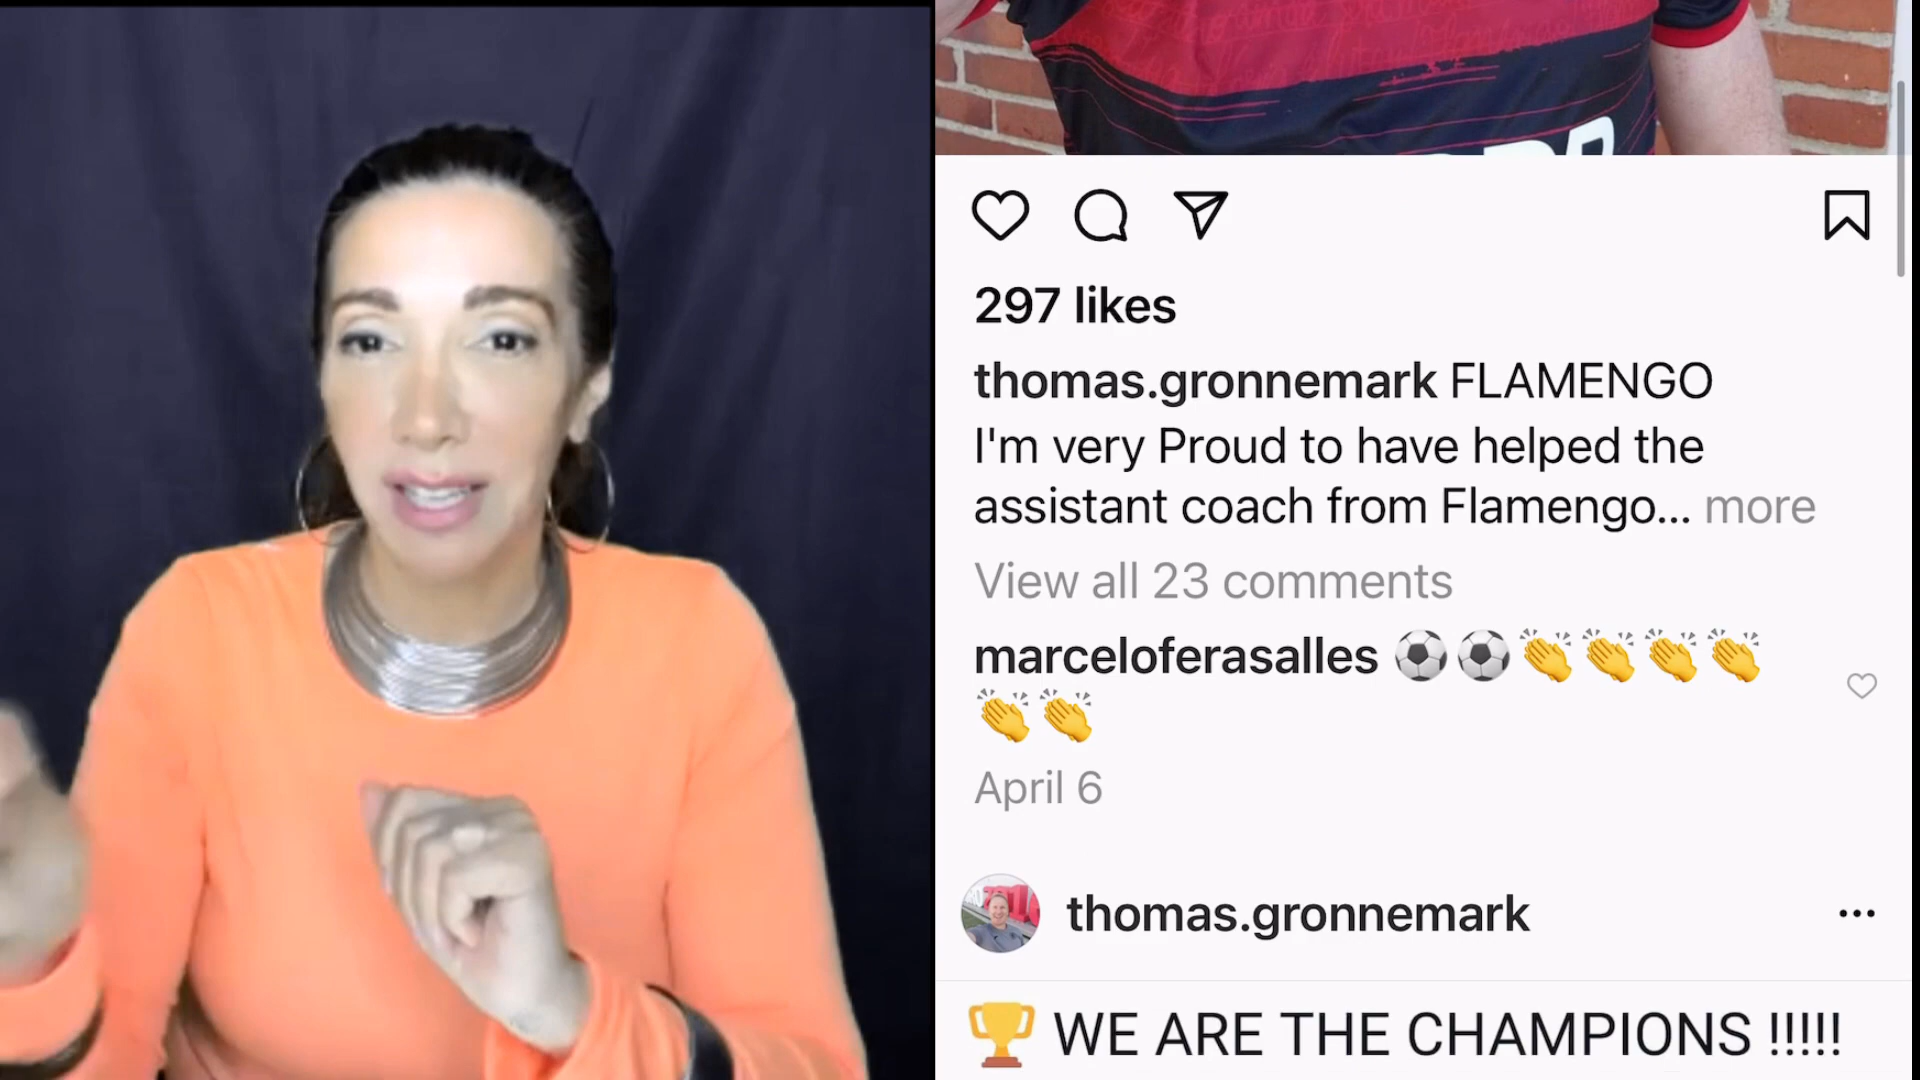 297 likes
thomas.gronnemark FLAMENGO
I'm very Proud to have helped the
assistant coach from Flamengo... more
View all 23 comments
marceloferasalles ⚽⚽👏👏👏👏
👏👏
April 6
thomas.gronnemark
🏆 WE ARE THE CHAMPIONS !!!!!